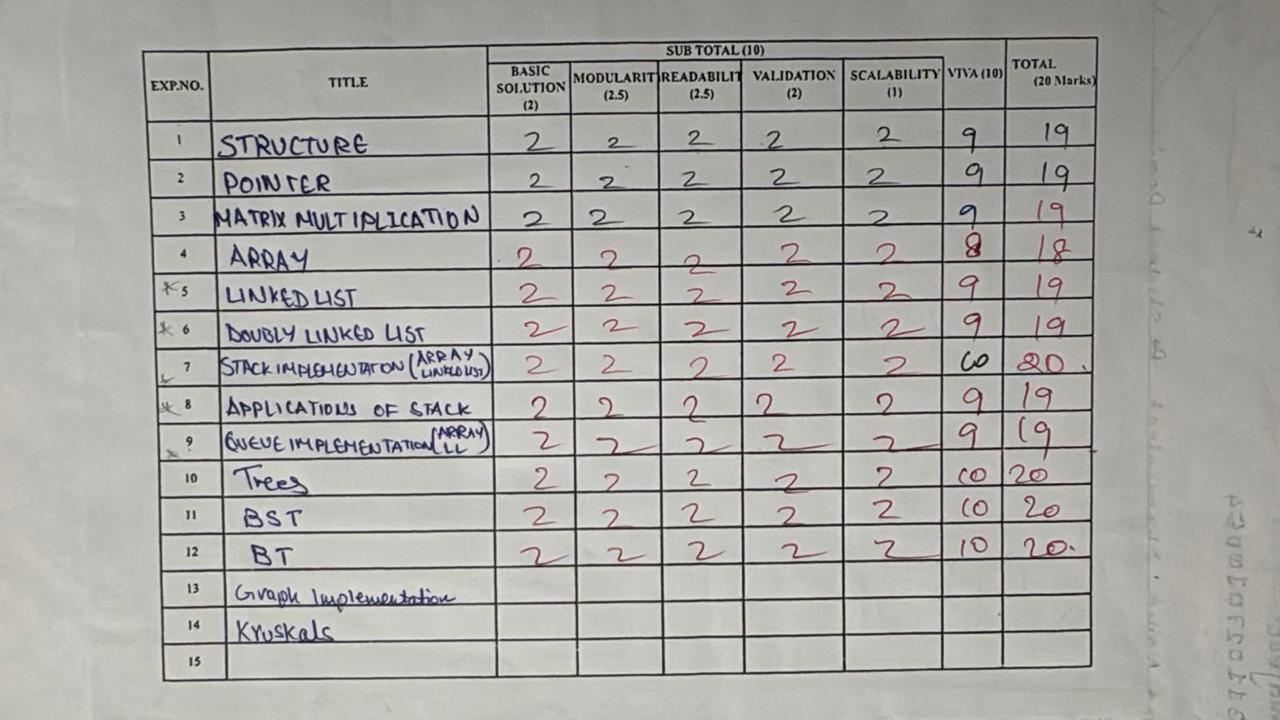 SUB TOTAL (10)
EXP.NO. TITLE BASIC SOLUTION (2) MODULARIT (2.5) READABILIT (2.5) VALIDATION (2) SCALABILITY (1) VIVA (10) TOTAL (20 Marks)
1 STRUCTURE 2 2 2 2 2 9 19
2 POINTER 2 2 2 2 2 9 19
3 MATRIX MULTIPLICATION 2 2 2 2 2 9 19
4 ARRAY 2 2 2 2 2 8 18
* 5 LINKED LIST 2 2 2 2 2 9 19
* 6 DOUBLY LINKED LIST 2 2 2 2 2 9 19
7 STACK IMPLEMENTATON (ARRAY LINKED LIST) 2 2 2 2 2 10 20.
* 8 APPLICATIONS OF STACK 2 2 2 2 2 9 19
9 QUEUE IMPLEMENTATION (ARRAY LL) 2 2 2 2 2 9 19
10 Trees 2 2 2 2 2 10 20
11 BST 2 2 2 2 2 10 20
12 BT 2 2 2 2 2 10 20.
13 Graph Implementation
14 Kruskals
15